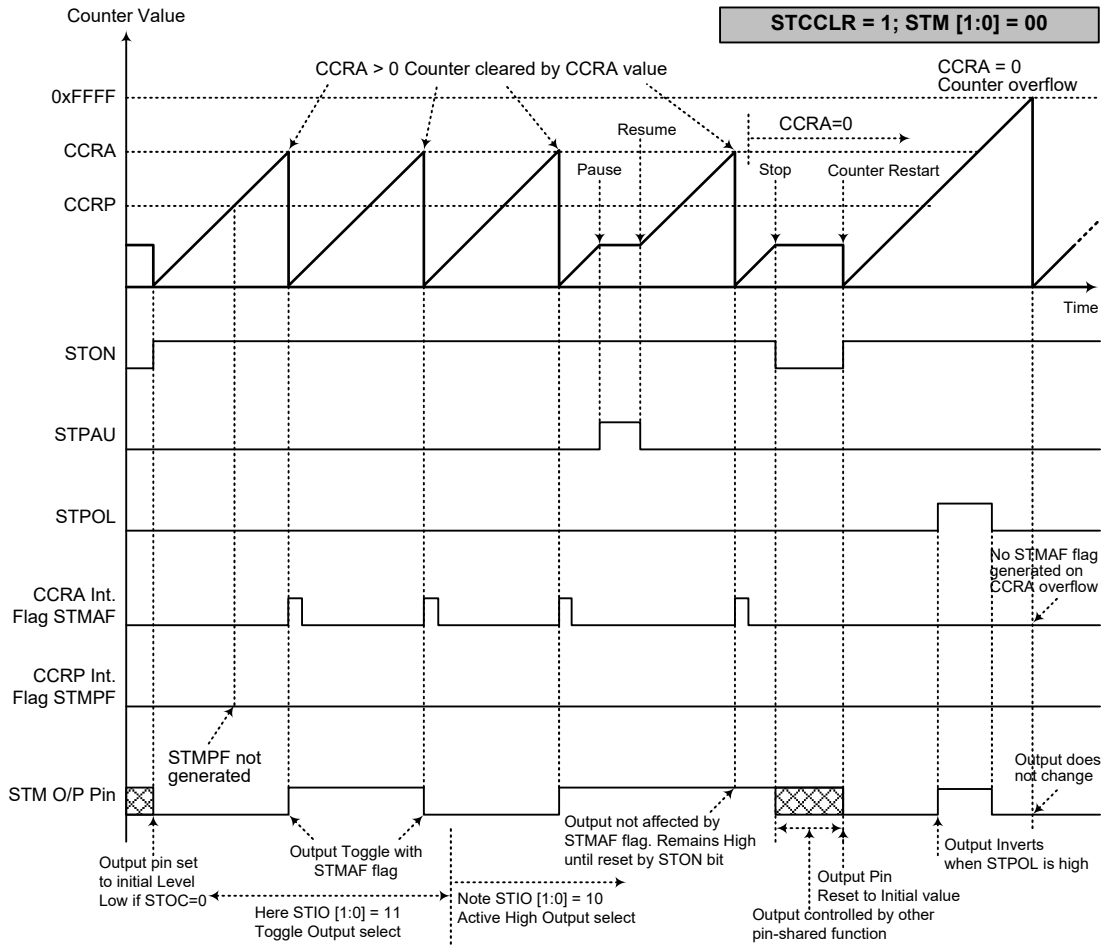 Counter Value
STCCLR = 1; STM [1:0] = 00
CCRA > 0 Counter cleared by CCRA value
CCRA = 0
Counter overflow
0xFFFF
CCRA=0
Resume
CCRA
Pause
Stop
Counter Restart
CCRP
Time
STON
STPAU
STPOL
No STMAF flag
generated on
CCRA overflow
CCRA Int.
Flag STMAF
CCRP Int.
Flag STMPF
STMPF not
generated
Output does
not change
STM O/P Pin
Output pin set
to initial Level
Low if STOC=0
Output Toggle with
STMAF flag
Output not affected by
STMAF flag. Remains High
until reset by STON bit
Output Inverts
when STPOL is high
Output Pin
Reset to Initial value
Here STIO [1:0] = 11
Toggle Output select
Note STIO [1:0] = 10
Active High Output select
Output controlled by other
pin-shared function